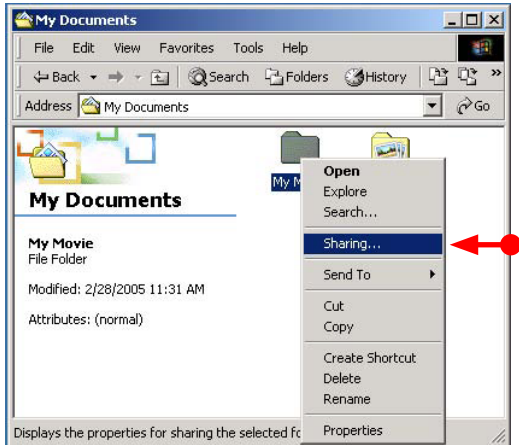 My Documents
File Edit View Favorites Tools Help
Back Search Folders History »
Address My Documents Go
My Documents
My Movie
File Folder
Modified: 2/28/2005 11:31 AM
Attributes: (normal)
My M
Open
Explore
Search...
Sharing...
Send To
Cut
Copy
Create Shortcut
Delete
Rename
Properties
Displays the properties for sharing the selected fo